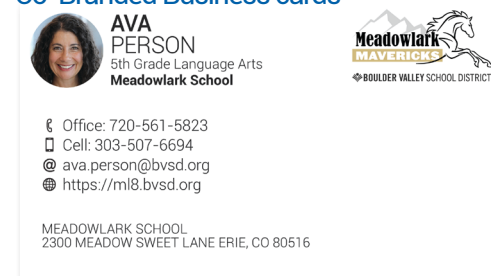 Co-Branded Business Cards
AVA
PERSON
5th Grade Language Arts
Meadowlark School
Meadowlark
MAVERICKS
BOULDER VALLEY SCHOOL DISTRICT
Office: 720-561-5823
Cell: 303-507-6694
ava.person@bvsd.org
https://ml8.bvsd.org
MEADOWLARK SCHOOL
2300 MEADOW SWEET LANE ERIE, CO 80516